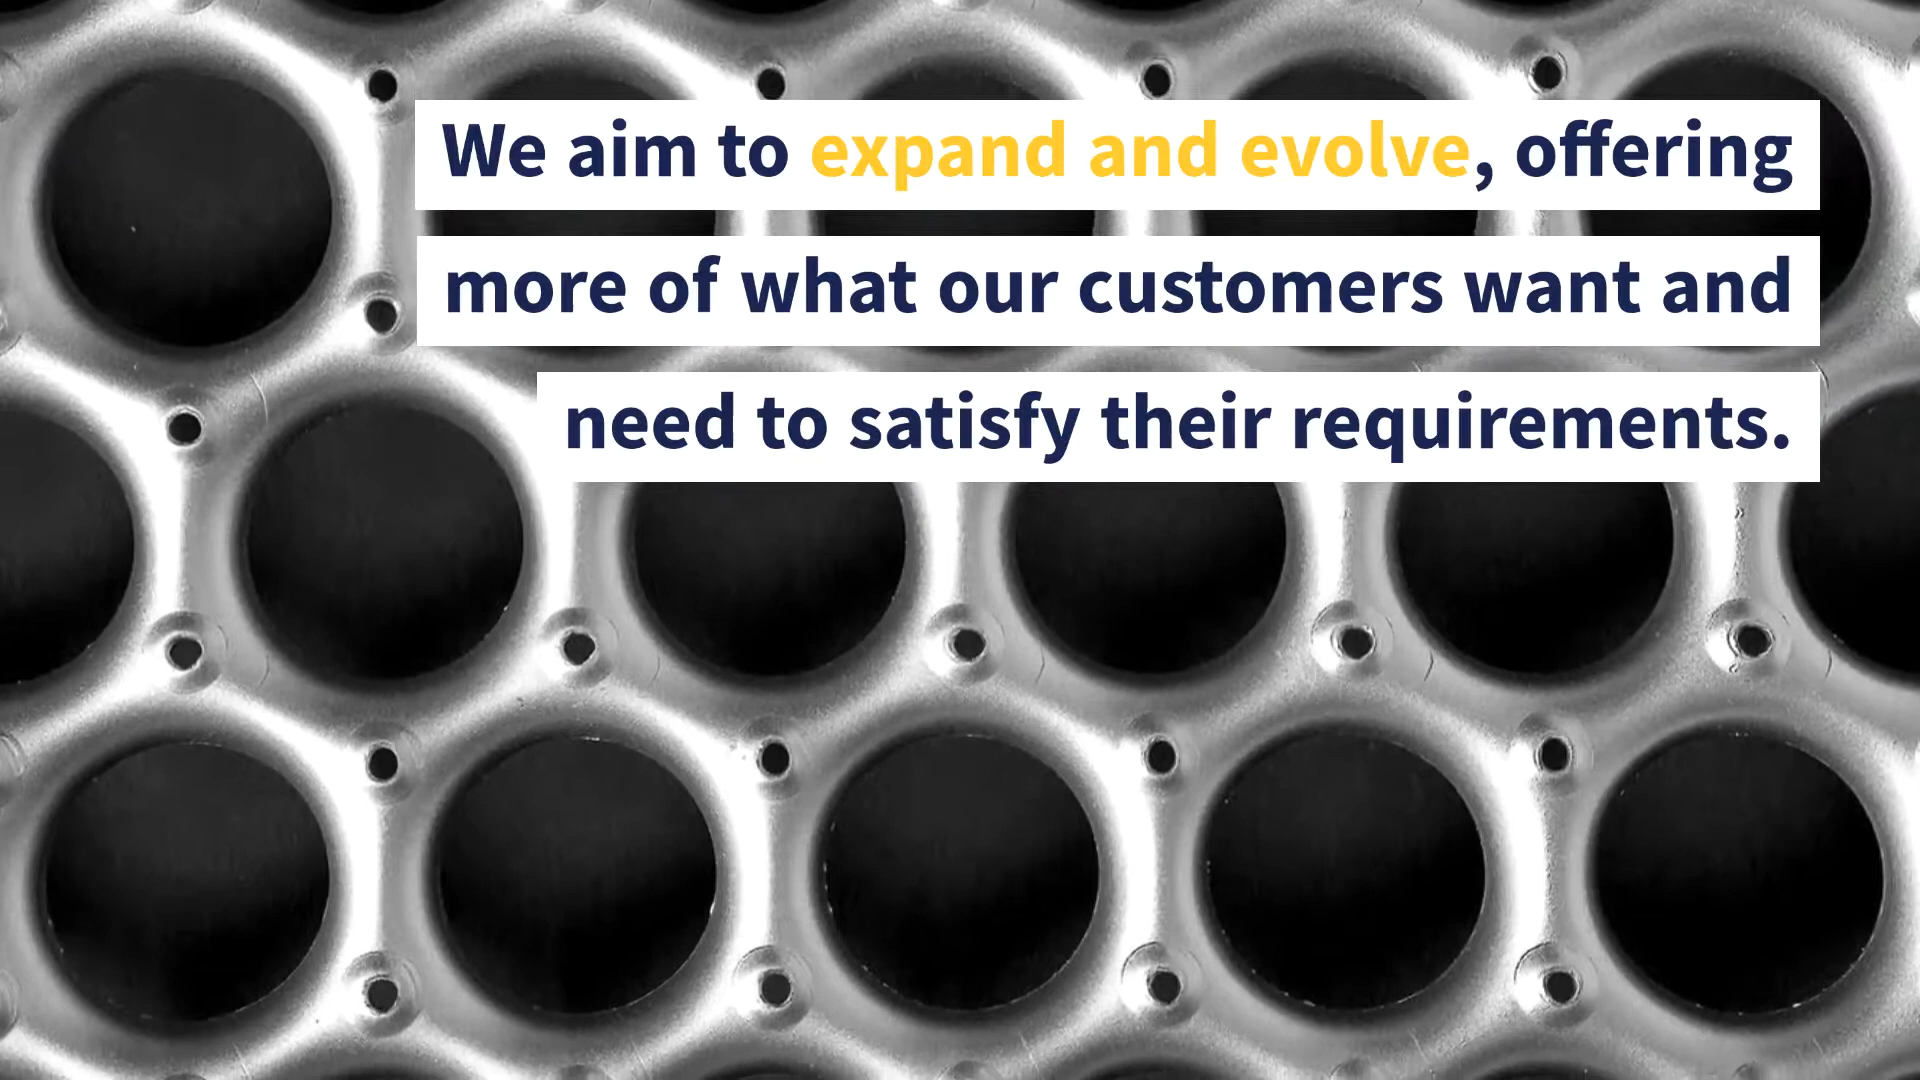 We aim to expand and evolve, offering
more of what our customers want and
need to satisfy their requirements.